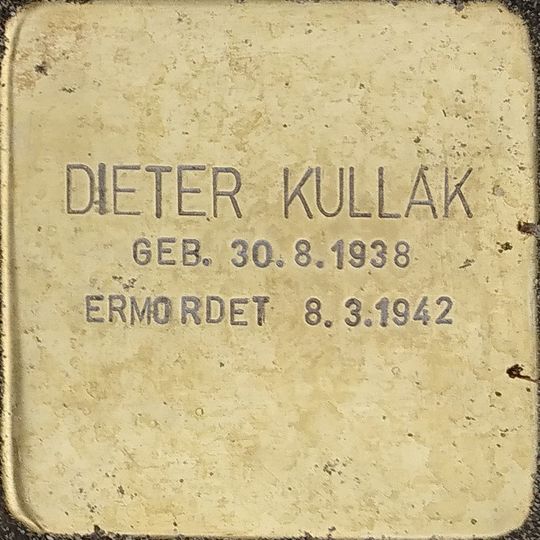 DIETER KULLAK
GEB. 30.8.1938
ERMORDET 8.3.1942